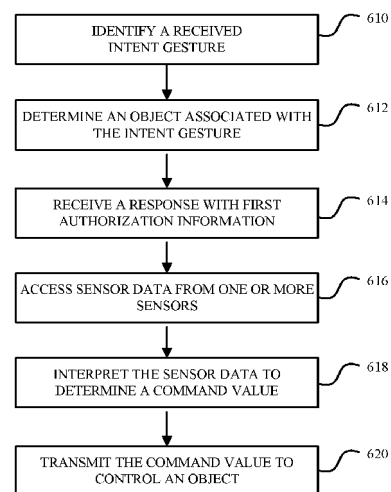 IDENTIFY A RECEIVED
INTENT GESTURE
610
DETERMINE AN OBJECT ASSOCIATED WITH
THE INTENT GESTURE
612
RECEIVE A RESPONSE WITH FIRST
AUTHORIZATION INFORMATION
614
ACCESS SENSOR DATA FROM ONE OR MORE
SENSORS
616
INTERPRET THE SENSOR DATA TO
DETERMINE A COMMAND VALUE
618
TRANSMIT THE COMMAND VALUE TO
CONTROL AN OBJECT
620